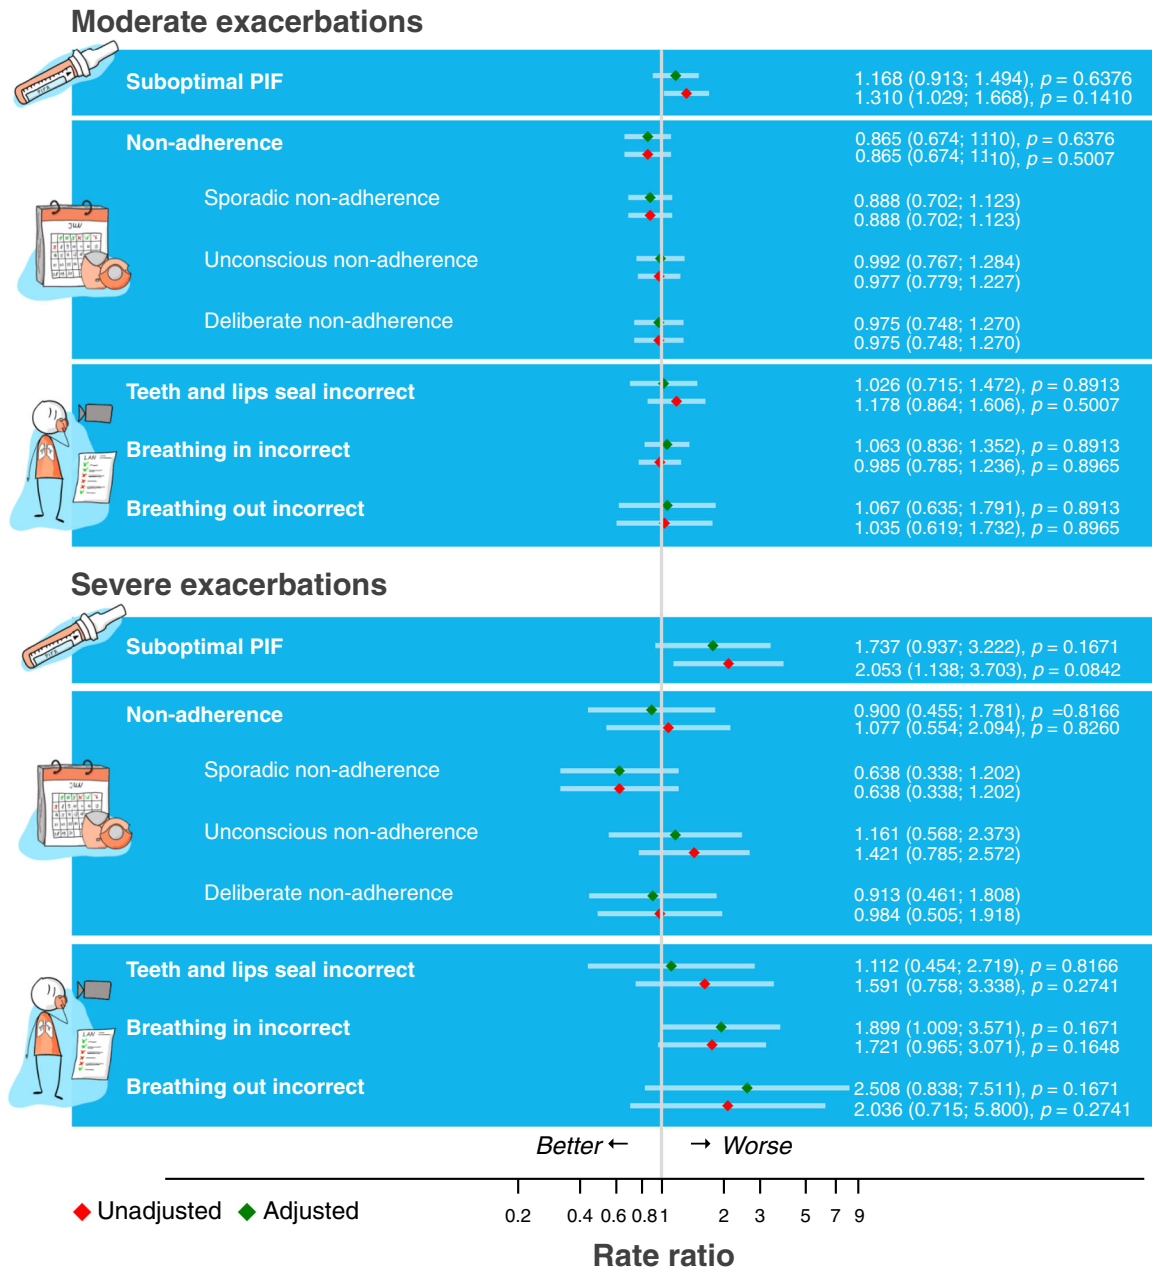 Moderate exacerbations
Suboptimal PIF
1.168 (0.913; 1.494), p = 0.6376
1.310 (1.029; 1.668), p = 0.1410
Non-adherence
0.865 (0.674; 1.110), p = 0.6376
0.865 (0.674; 1.110), p = 0.5007
Sporadic non-adherence
0.888 (0.702; 1.123)
0.888 (0.702; 1.123)
JUN
Unconscious non-adherence
0.992 (0.767; 1.284)
0.977 (0.779; 1.227)
Deliberate non-adherence
0.975 (0.748; 1.270)
0.975 (0.748; 1.270)
Teeth and lips seal incorrect
1.026 (0.715; 1.472), p = 0.8913
1.178 (0.864; 1.606), p = 0.5007
Breathing in incorrect
1.063 (0.836; 1.352), p = 0.8913
0.985 (0.785; 1.236), p = 0.8965
LAN
Breathing out incorrect
1.067 (0.635; 1.791), p = 0.8913
1.035 (0.619; 1.732), p = 0.8965
Severe exacerbations
Suboptimal PIF
1.737 (0.937; 3.222), p = 0.1671
2.053 (1.138; 3.703), p = 0.0842
Non-adherence
0.900 (0.455; 1.781), p =0.8166
1.077 (0.554; 2.094), p = 0.8260
Sporadic non-adherence
0.638 (0.338; 1.202)
0.638 (0.338; 1.202)
JUN
Unconscious non-adherence
1.161 (0.568; 2.373)
1.421 (0.785; 2.572)
Deliberate non-adherence
0.913 (0.461; 1.808)
0.984 (0.505; 1.918)
Teeth and lips seal incorrect
1.112 (0.454; 2.719), p = 0.8166
1.591 (0.758; 3.338), p = 0.2741
Breathing in incorrect
1.899 (1.009; 3.571), p = 0.1671
1.721 (0.965; 3.071), p = 0.1648
LAN
Breathing out incorrect
2.508 (0.838; 7.511), p = 0.1671
2.036 (0.715; 5.800), p = 0.2741
Better ← → Worse
Unadjusted Adjusted
0.2 0.4 0.6 0.8 1 2 3 5 7 9
Rate ratio